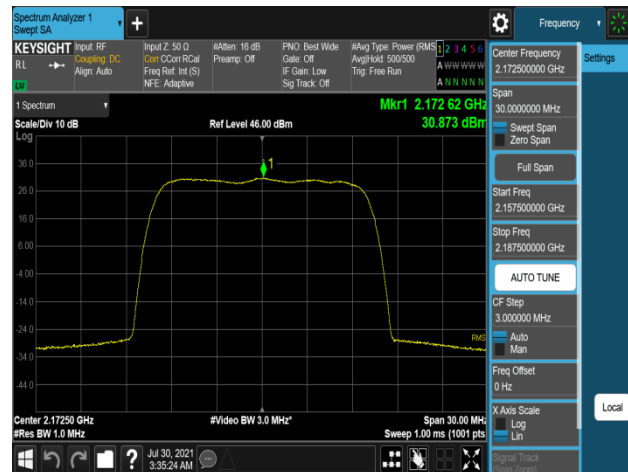 Spectrum Analyzer 1
Swept SA
+
Frequency
KEYSIGHT
RL
LXI
Input: RF
Coupling: DC
Align: Auto
Input Z: 50 Ω
Corr CCorr RCal
Freq Ref: Int (S)
NFE: Adaptive
#Atten: 16 dB
Preamp: Off
PNO: Best Wide
Gate: Off
IF Gain: Low
Sig Track: Off
#Avg Type: Power (RMS
Avg|Hold: 500/500
Trig: Free Run
1 2 3 4 5 6
A W W W W W
A N N N N N
Center Frequency
2.172500000 GHz
Settings
1 Spectrum
Mkr1 2.172 62 GHz
Scale/Div 10 dB
Ref Level 46.00 dBm
30.873 dBm
Log
36.0
26.0
16.0
6.00
-4.00
-14.0
-24.0
-34.0
-44.0
1
RMS
Span
30.0000000 MHz
Swept Span
Zero Span
Full Span
Start Freq
2.157500000 GHz
Stop Freq
2.187500000 GHz
AUTO TUNE
CF Step
3.000000 MHz
Auto
Man
Freq Offset
0 Hz
X Axis Scale
Log
Lin
Signal Track
(Span Zoom)
Local
Center 2.17250 GHz
#Video BW 3.0 MHz*
Span 30.00 MHz
#Res BW 1.0 MHz
Sweep 1.00 ms (1001 pts
?
Jul 30, 2021
3:35:24 AM